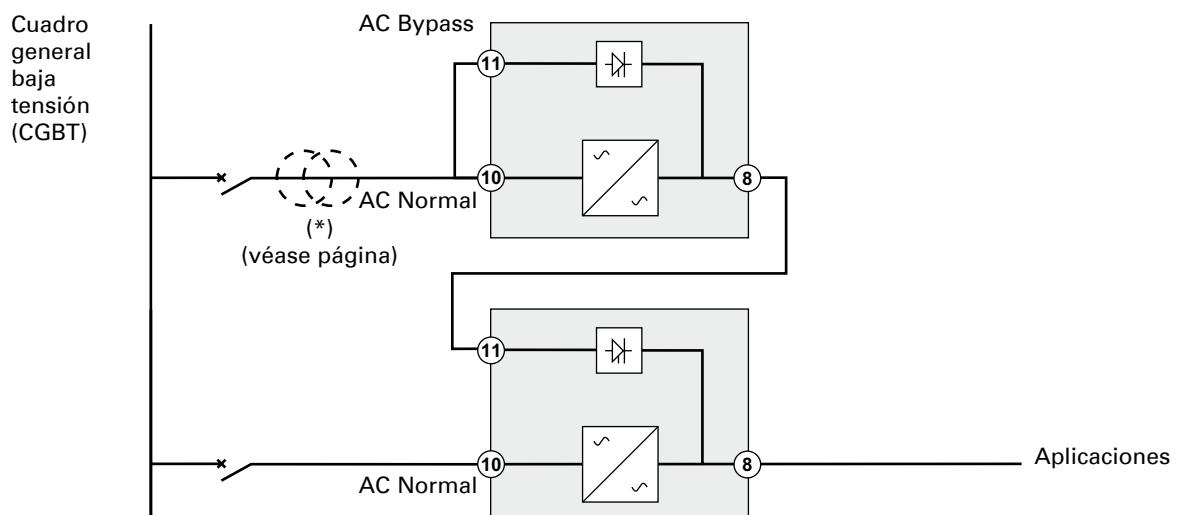 Cuadro
general
baja
tensión
(CGBT)
AC Bypass
11
10
8
AC Normal
(*)
(véase página)
11
10
8
AC Normal
Aplicaciones